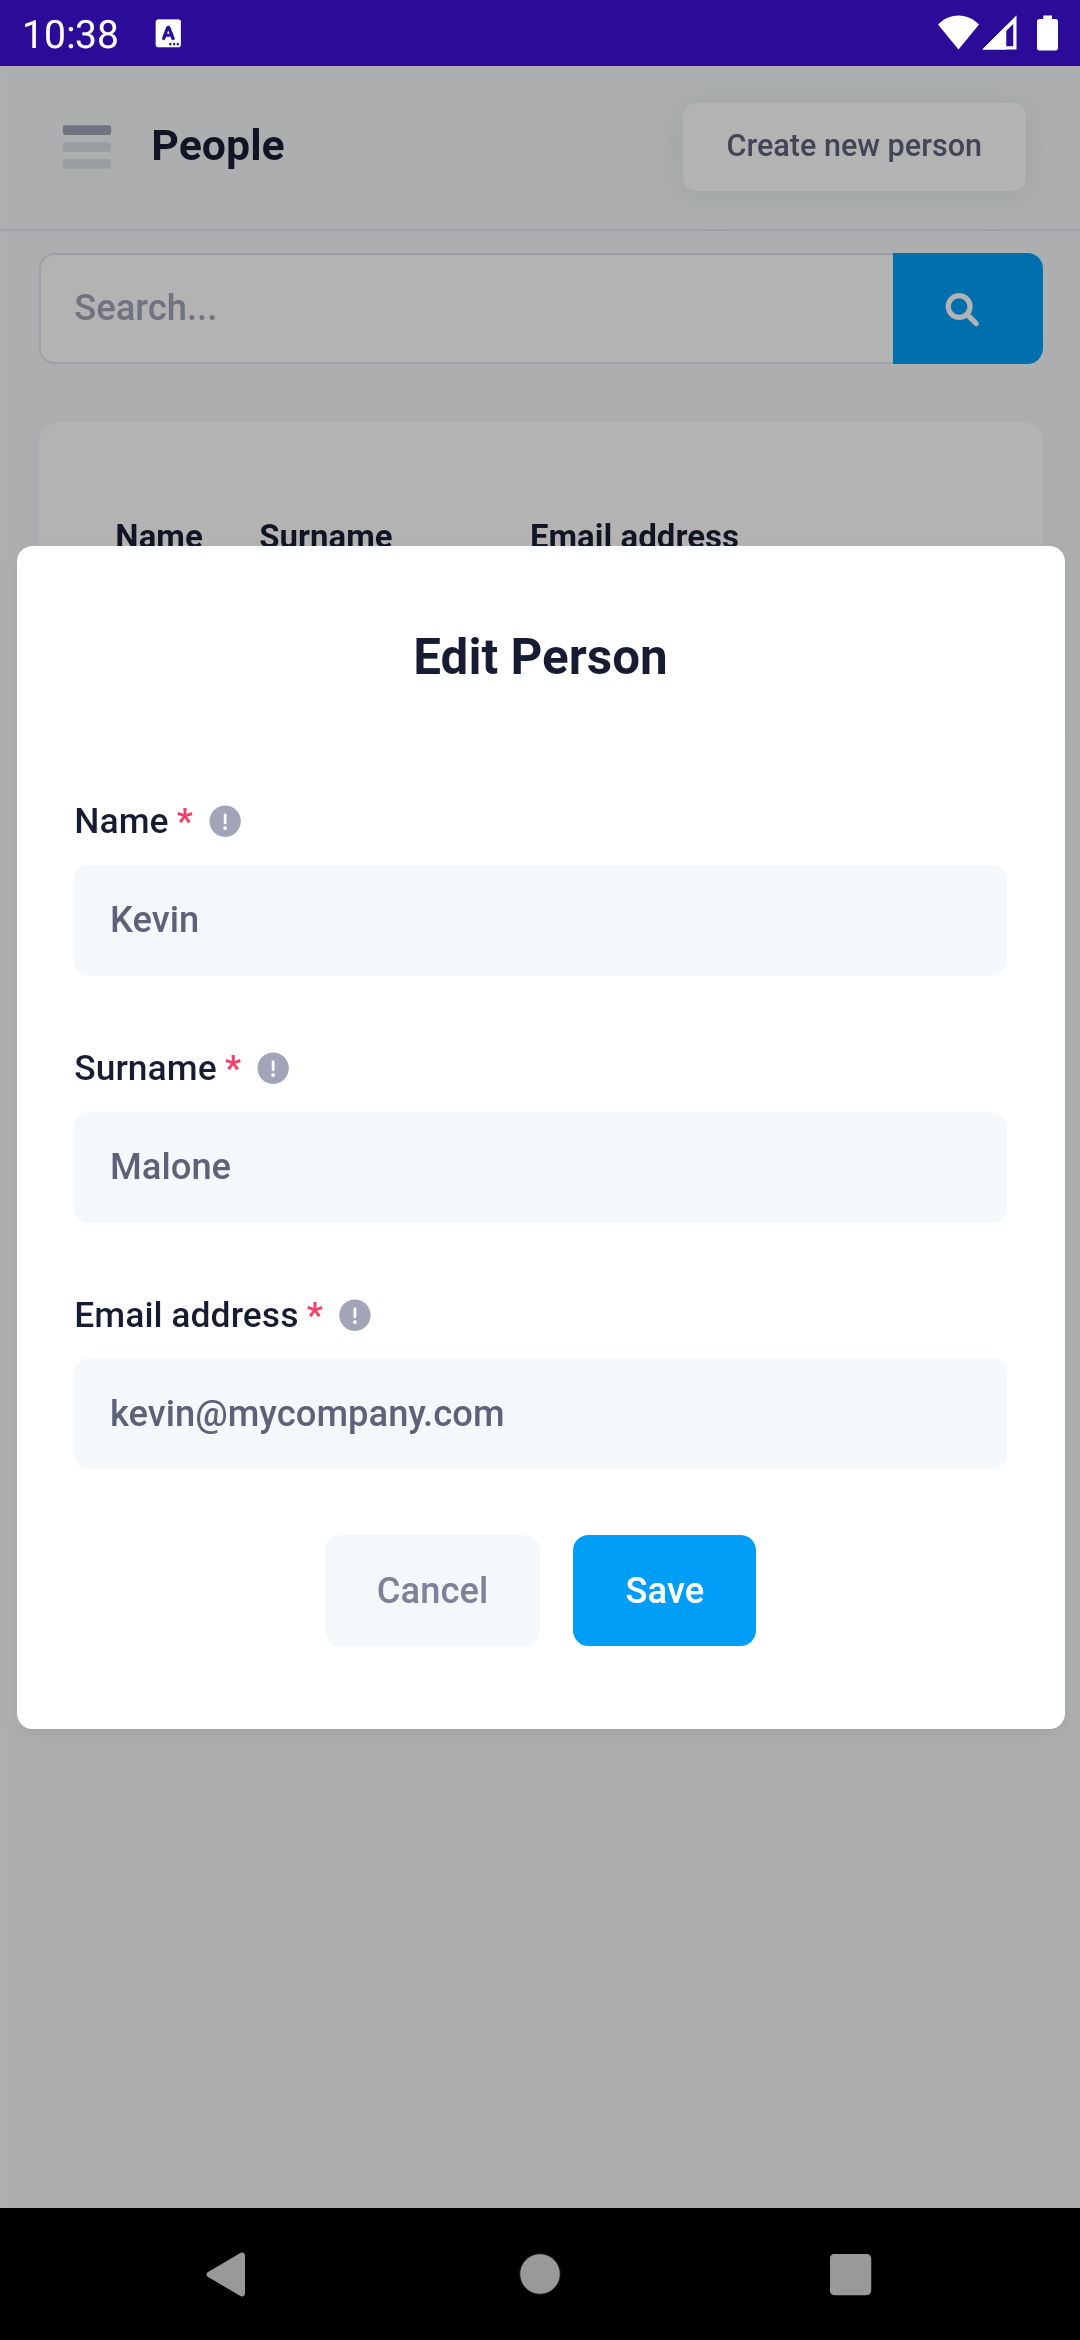 10:38
People
Create new person
Search...
Name Surname Email address
Edit Person
Name *
Kevin
Surname *
Malone
Email address *
kevin@mycompany.com
Cancel Save